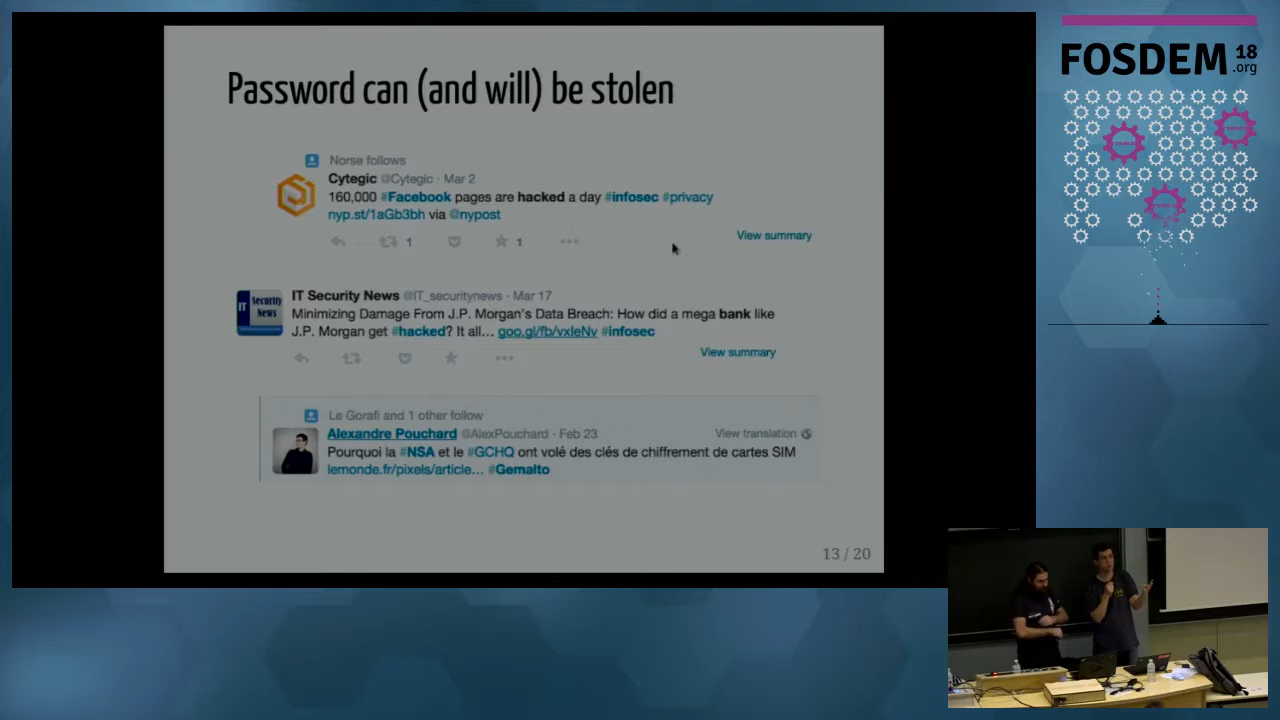 Password can (and will) be stolen
Norse follows
Cytegic @Cytegic · Mar 2
160,000 #Facebook pages are hacked a day #infosec #privacy
nyp.st/1aGb3bh via @nypost
1 1
View summary
IT Security News
IT Security News @IT_securitynews · Mar 17
Minimizing Damage From J.P. Morgan's Data Breach: How did a mega bank like
J.P. Morgan get #hacked? It all... goo.gl/fb/vxIeNv #infosec
View summary
Le Gorafi and 1 other follow
Alexandre Pouchard @AlexPouchard · Feb 23
View translation
Pourquoi la #NSA et le #GCHQ ont volé des clés de chiffrement de cartes SIM
lemonde.fr/pixels/article... #Gemalto
13 / 20
FOSDEM 18
.org